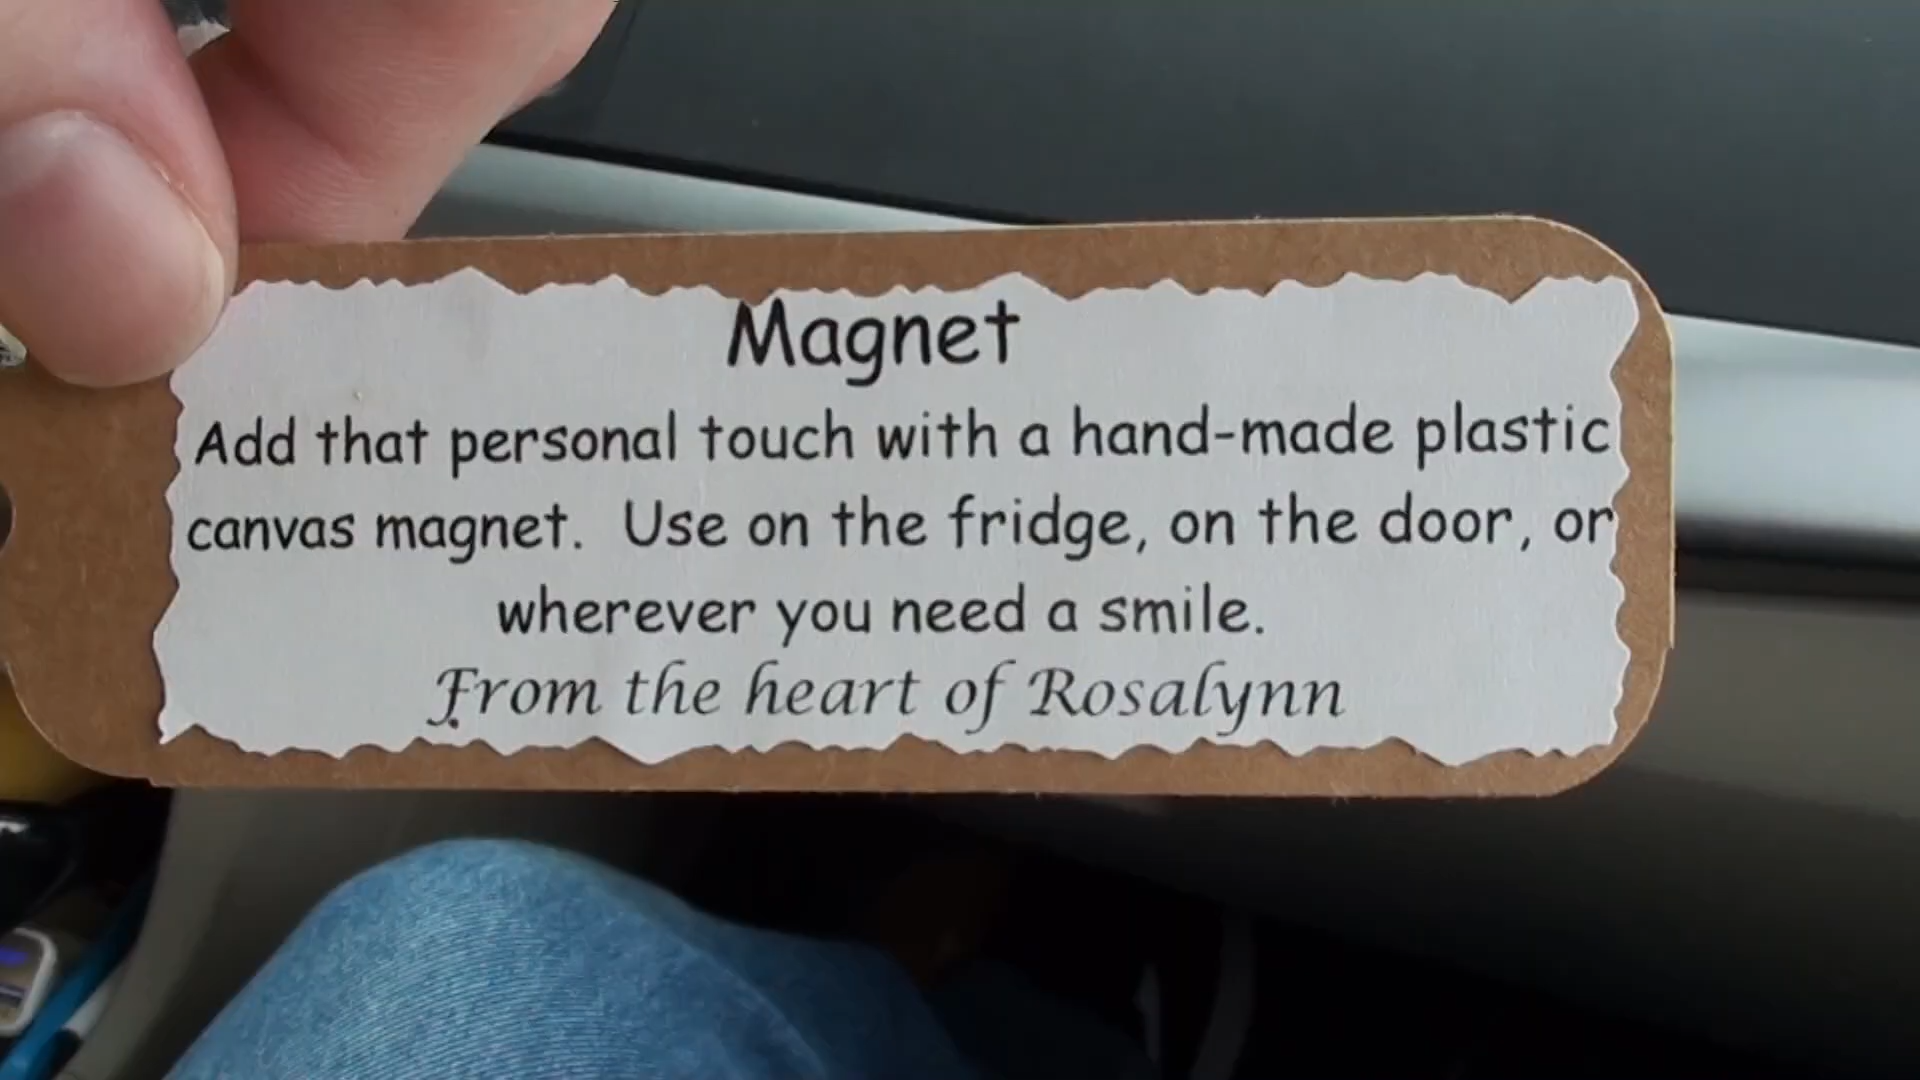 Magnet
Add that personal touch with a hand-made plastic
canvas magnet.  Use on the fridge, on the door, or
wherever you need a smile.
From the heart of Rosalynn